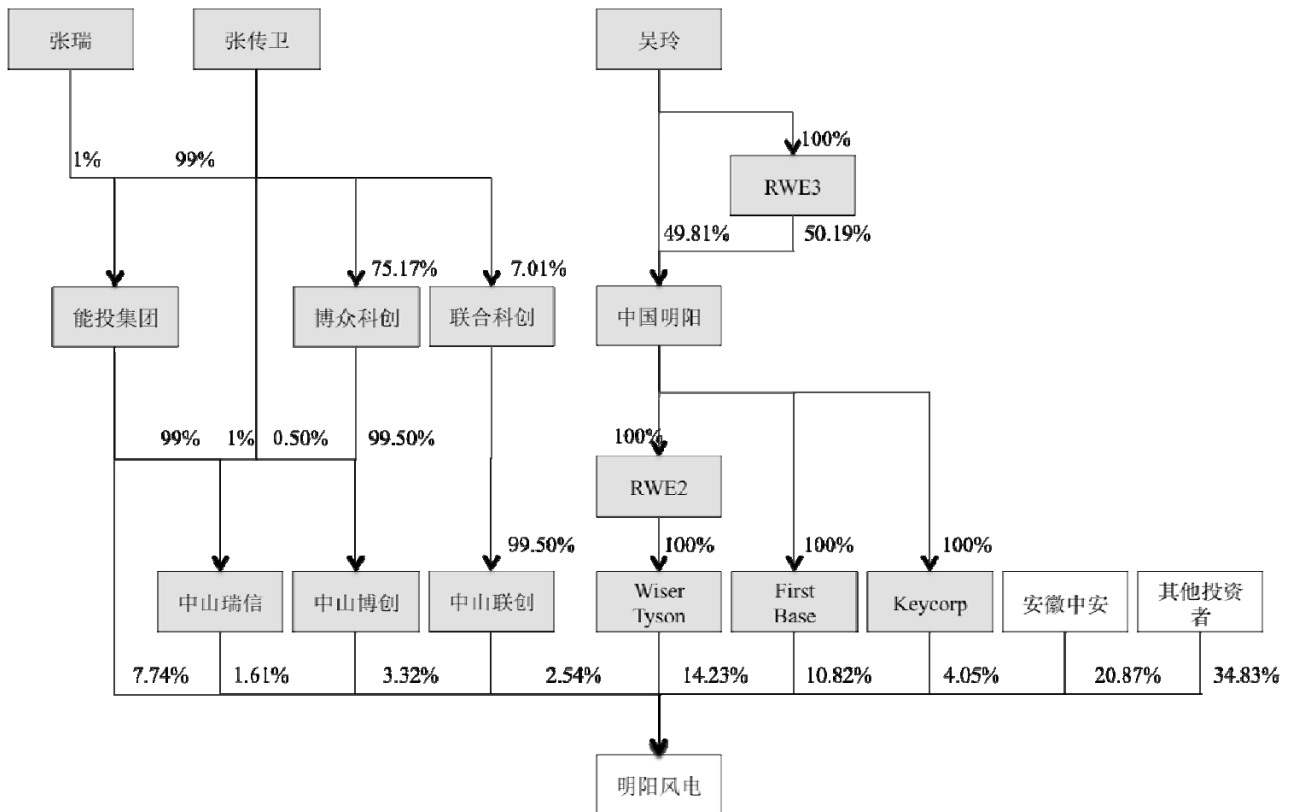 张瑞
张传卫
吴玲
1%
99%
100%
RWE3
49.81%
50.19%
75.17%
7.01%
能投集团
博众科创
联合科创
中国明阳
99%
1%
0.50%
99.50%
100%
RWE2
99.50%
100%
100%
100%
中山瑞信
中山博创
中山联创
Wiser
Tyson
First
Base
Keycorp
安徽中安
其他投资
者
7.74%
1.61%
3.32%
2.54%
14.23%
10.82%
4.05%
20.87%
34.83%
明阳风电